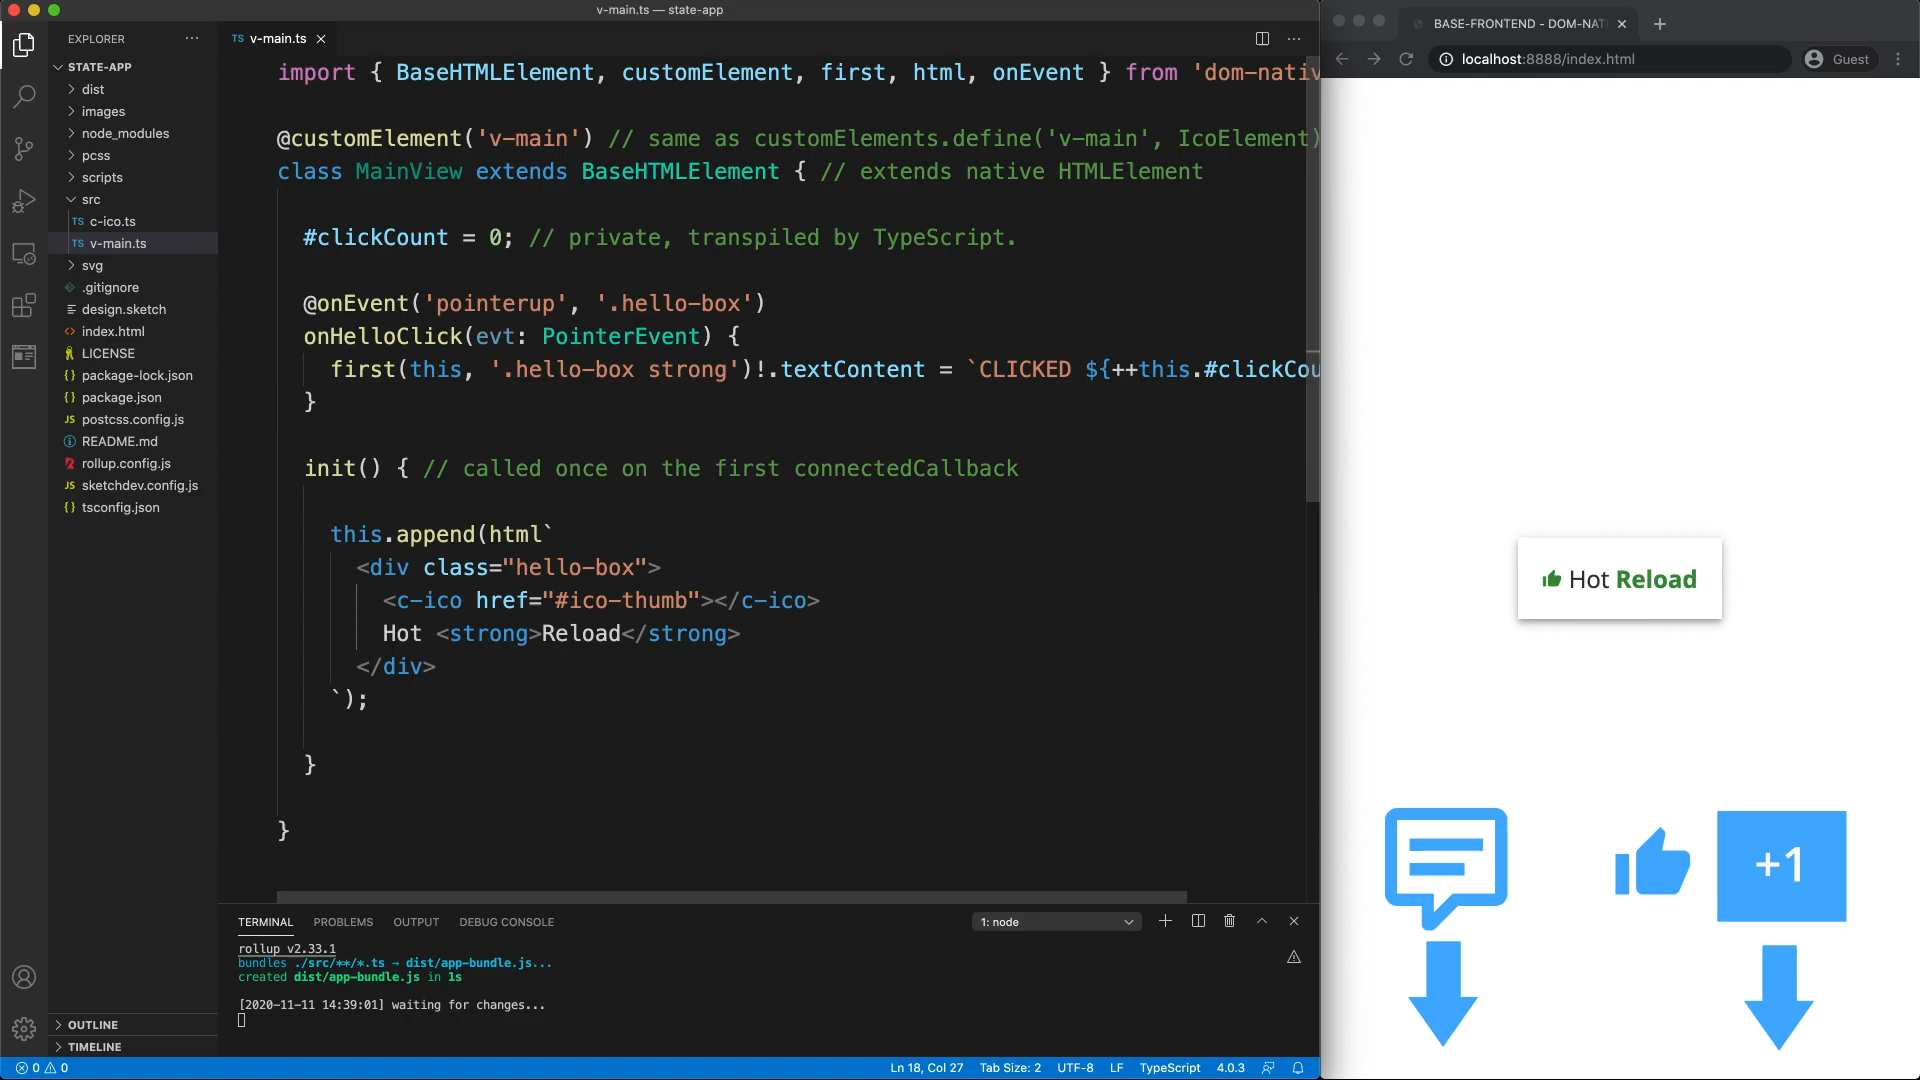 v-main.ts — state-app
EXPLORER
STATE-APP
dist
images
node_modules
pcss
scripts
src
TS c-ico.ts
TS v-main.ts
svg
.gitignore
design.sketch
index.html
LICENSE
{} package-lock.json
{} package.json
JS postcss.config.js
README.md
rollup.config.js
JS sketchdev.config.js
{} tsconfig.json
OUTLINE
TIMELINE
TS v-main.ts
import { BaseHTMLElement, customElement, first, html, onEvent } from 'dom-nativ
@customElement('v-main') // same as customElements.define('v-main', IcoElement)
class MainView extends BaseHTMLElement { // extends native HTMLElement
#clickCount = 0; // private, transpiled by TypeScript.
@onEvent('pointerup', '.hello-box')
onHelloClick(evt: PointerEvent) {
first(this, '.hello-box strong')!.textContent = `CLICKED ${++this.#clickCou
}
init() { // called once on the first connectedCallback
this.append(html`
<div class="hello-box">
<c-ico href="#ico-thumb"></c-ico>
Hot <strong>Reload</strong>
</div>
`);
}
}
TERMINAL PROBLEMS OUTPUT DEBUG CONSOLE 1: node
rollup v2.33.1
bundles ./src/**/*.ts → dist/app-bundle.js...
created dist/app-bundle.js in 1s
[2020-11-11 14:39:01] waiting for changes...
0 0 Ln 18, Col 27 Tab Size: 2 UTF-8 LF TypeScript 4.0.3
BASE-FRONTEND - DOM-NAT
localhost:8888/index.html Guest
Hot Reload
+1